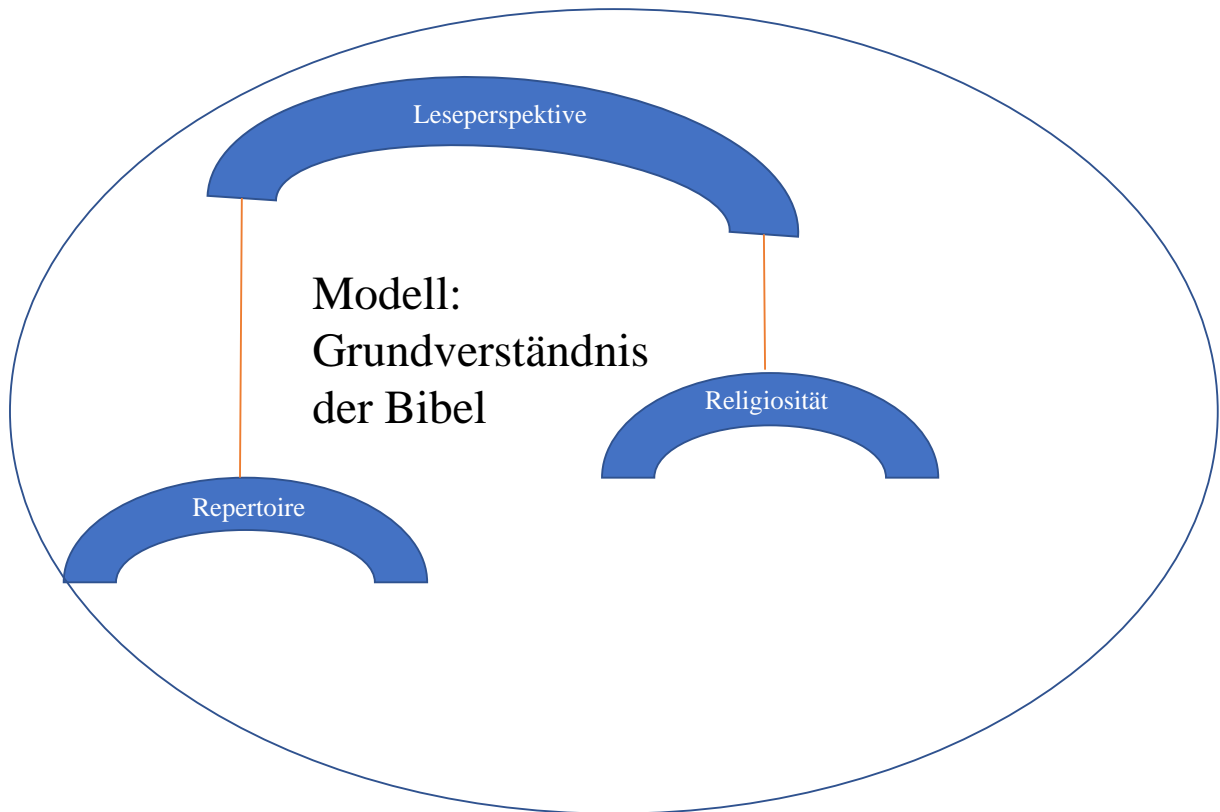 Leseperspektive
Modell:
Grundverständnis
der Bibel
Religiosität
Repertoire